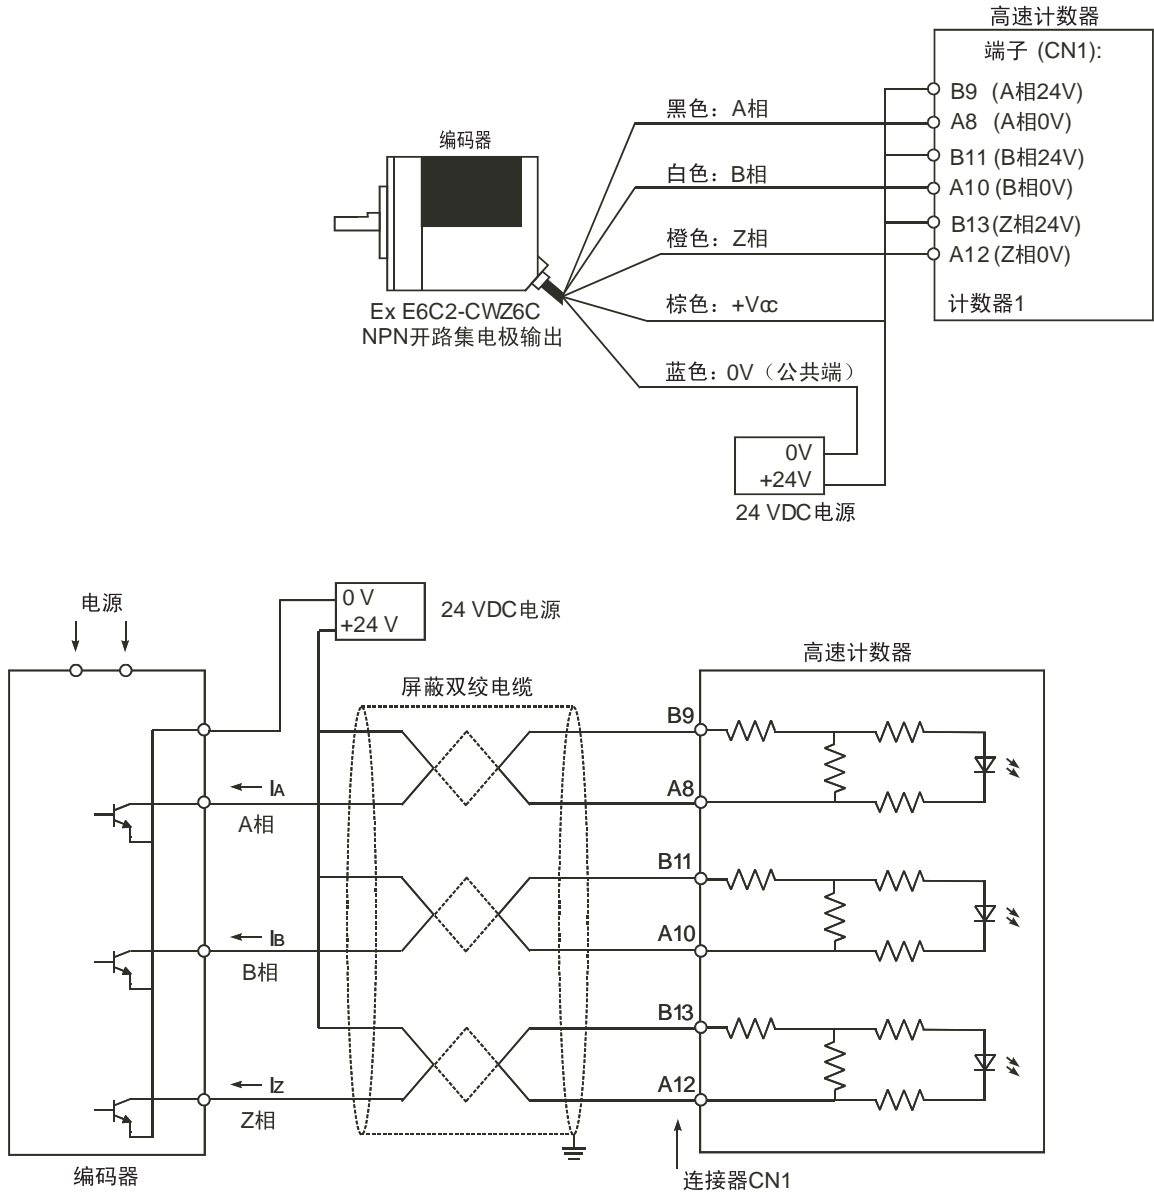 高速计数器
端子 (CN1):
B9 (A相24V)
黑色：A相
A8 (A相0V)
编码器
B11 (B相24V)
白色：B相
A10 (B相0V)
B13 (Z相24V)
橙色：Z相
A12 (Z相0V)
棕色：+Vcc
计数器1
Ex E6C2-CWZ6C
NPN开路集电极输出
蓝色：0V（公共端）
0V
+24V
24 VDC电源
电源
0 V
+24 V
24 VDC电源
高速计数器
屏蔽双绞电缆
B9
IA
A8
A相
B11
IB
A10
B相
B13
IZ
A12
Z相
编码器
连接器CN1